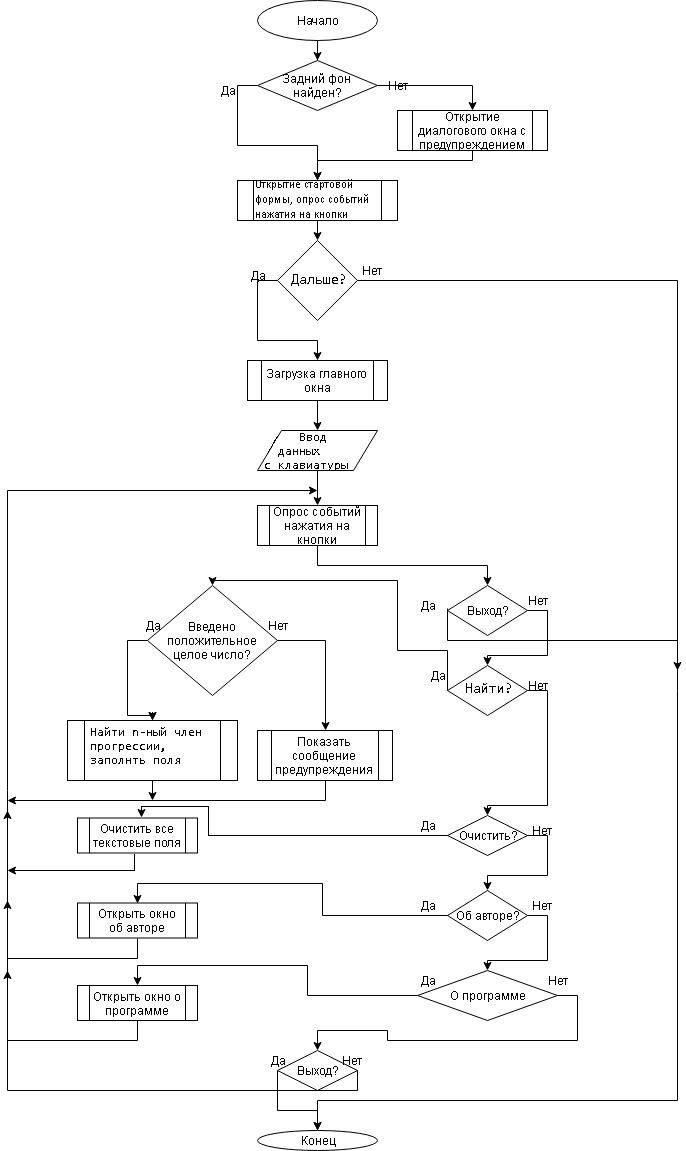 Начало
Задний фон
найден?
Да
Нет
Открытие
диалогового окна с
предупреждением
Открытие стартовой
формы, опрос событий
нажатия на кнопки
Да
Дальше?
Нет
Загрузка главного
окна
Ввод
данных
с клавиатуры
Опрос событий
нажатия на
кнопки
Да
Выход?
Нет
Да
Введено
положительное
целое число?
Нет
Да
Найти?
Нет
Найти n-ный член
прогрессии,
заполнть поля
Показать
сообщение
предупреждения
Да
Очистить?
Нет
Очистить все
текстовые поля
Да
Об авторе?
Нет
Открыть окно
об авторе
Да
О программе
Нет
Открыть окно о
программе
Да
Выход?
Нет
Конец